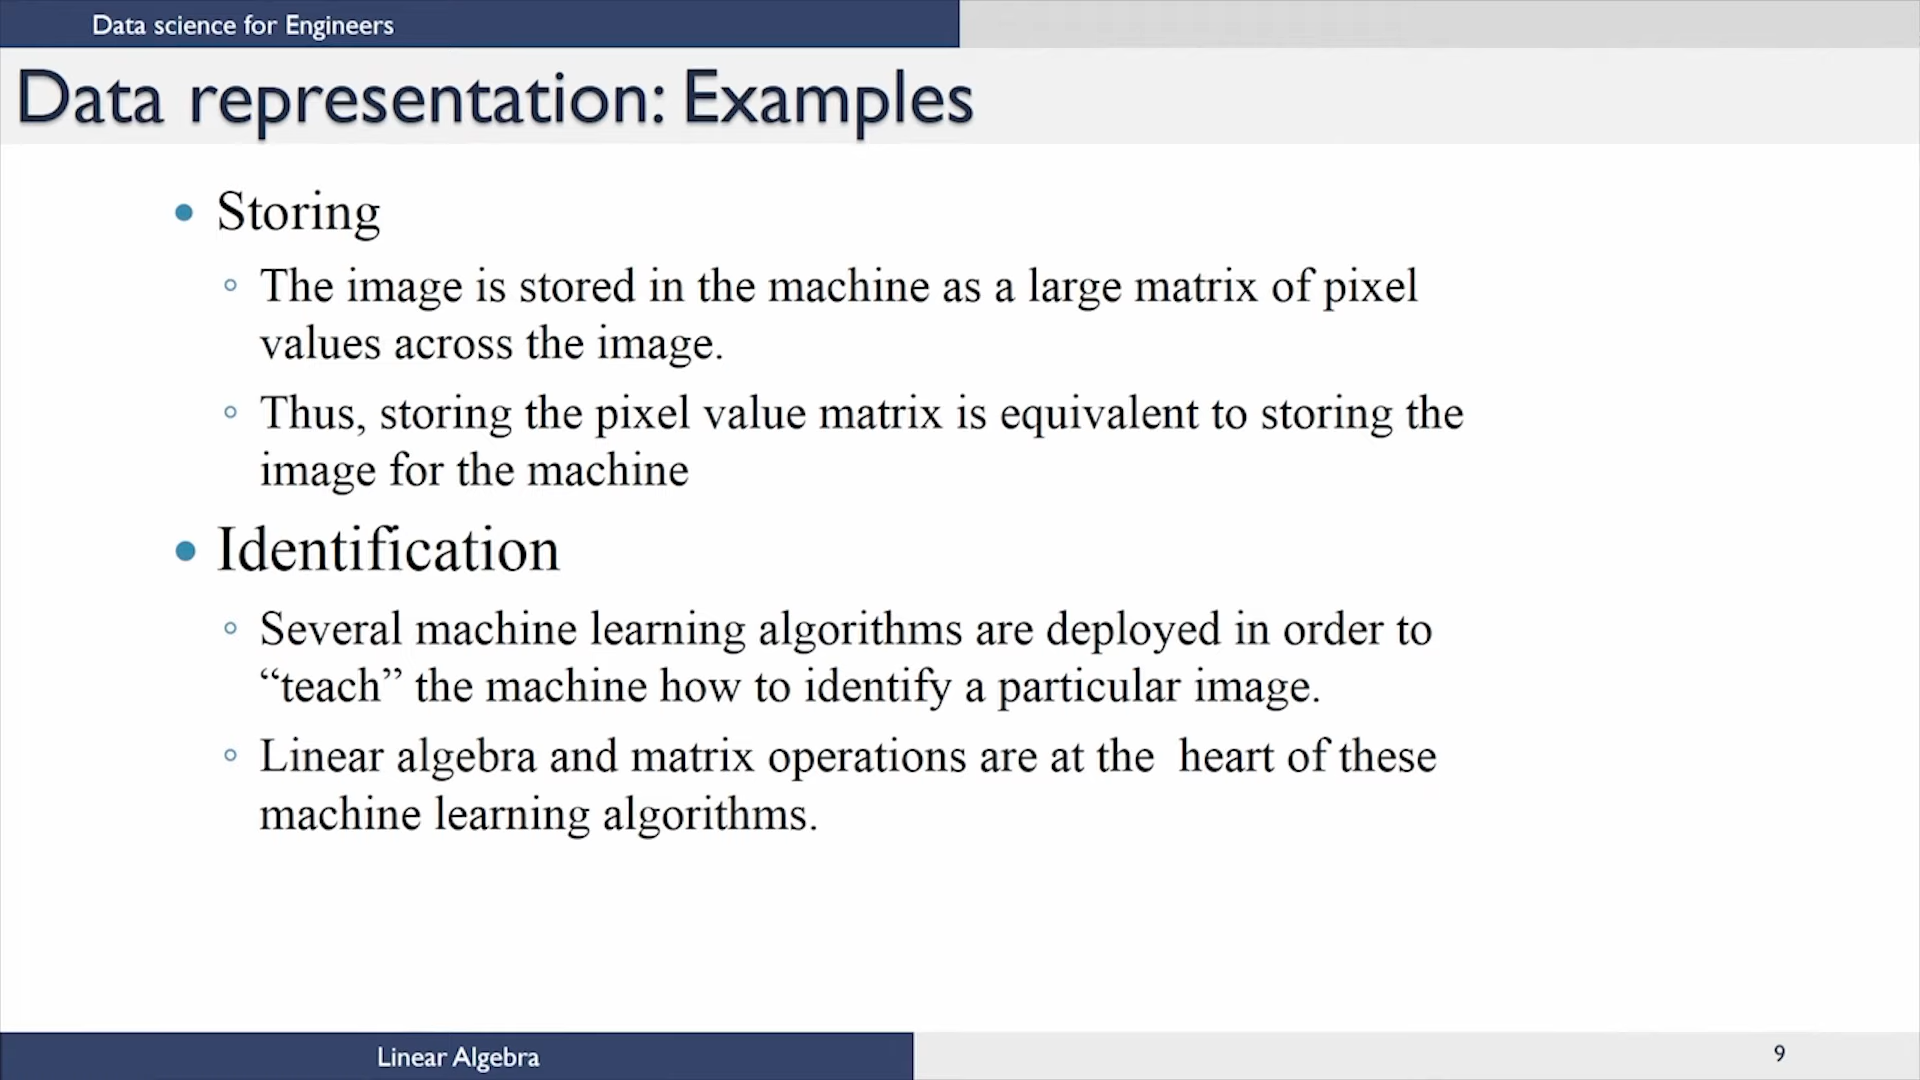 Data science for Engineers
Data representation: Examples
• Storing
◦ The image is stored in the machine as a large matrix of pixel
values across the image.
◦ Thus, storing the pixel value matrix is equivalent to storing the
image for the machine
• Identification
◦ Several machine learning algorithms are deployed in order to
“teach” the machine how to identify a particular image.
◦ Linear algebra and matrix operations are at the  heart of these
machine learning algorithms.
Linear Algebra
9